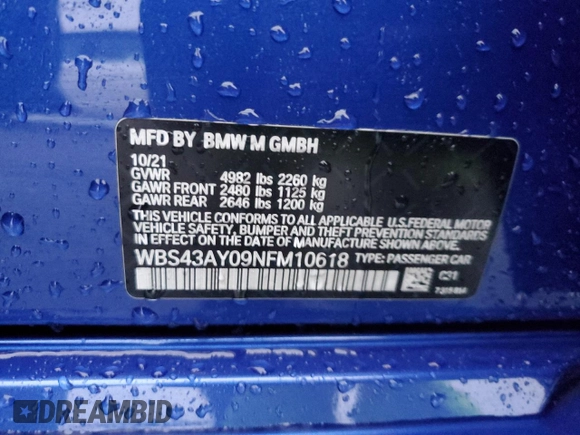 MFD BY BMW M GMBH
10/21
GVWR 4982 lbs 2260 kg
GAWR FRONT 2480 lbs 1125 kg
GAWR REAR 2646 lbs 1200 kg
THIS VEHICLE CONFORMS TO ALL APPLICABLE U.S.FEDERAL MOTOR
VEHICLE SAFETY, BUMPER, AND THEFT PREVENTION STANDARDS
IN EFFECT ON THE DATE OF MANUFACTURE SHOWN ABOVE.
WBS43AY09NFM10618 TYPE: PASSENGER CAR
C31
DREAMBID